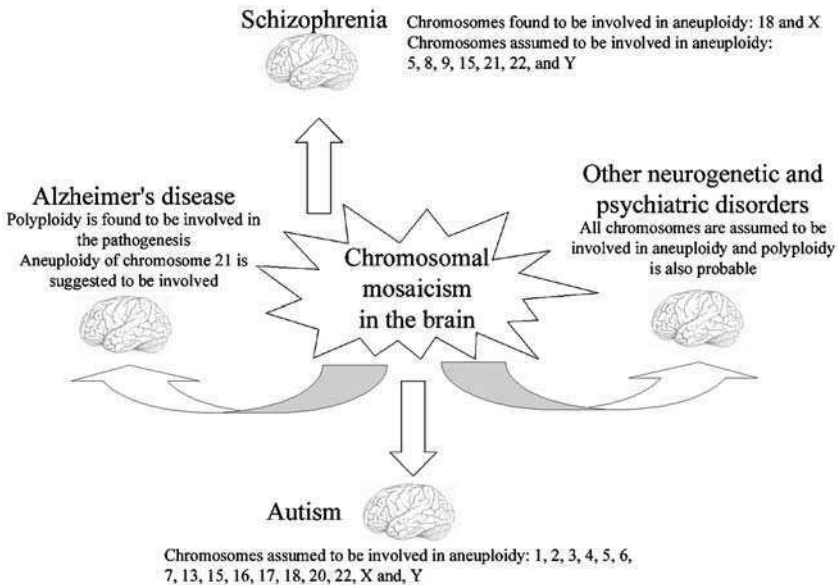 Schizophrenia
Chromosomes found to be involved in aneuploidy: 18 and X
Chromosomes assumed to be involved in aneuploidy:
5, 8, 9, 15, 21, 22, and Y
Alzheimer's disease
Polyploidy is found to be involved in
the pathogenesis
Aneuploidy of chromosome 21 is
suggested to be involved
Other neurogenetic and
psychiatric disorders
All chromosomes are assumed to be
involved in aneuploidy and polyploidy
is also probable
Chromosomal
mosaicism
in the brain
Autism
Chromosomes assumed to be involved in aneuploidy: 1, 2, 3, 4, 5, 6,
7, 13, 15, 16, 17, 18, 20, 22, X and, Y